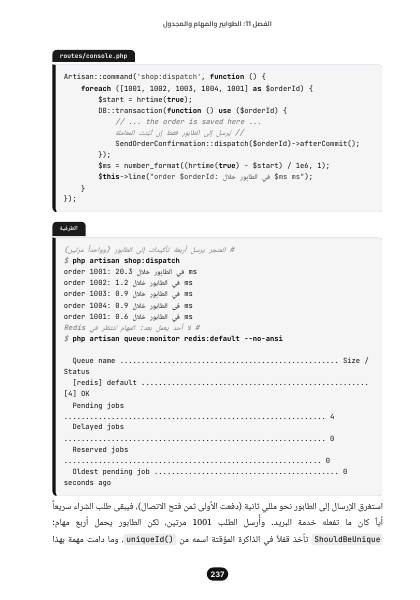 الفصل 11: الطوابير والمهام والمجدول
routes/console.php
Artisan::command('shop:dispatch', function () {
foreach ([1001, 1002, 1003, 1004, 1001] as $orderId) {
$start = hrtime(true);
DB::transaction(function () use ($orderId) {
// ... the order is saved here ...
// يُرسل إلى الطابور فقط إن ثُبّتت المعاملة
SendOrderConfirmation::dispatch($orderId)->afterCommit();
});
$ms = number_format((hrtime(true) - $start) / 1e6, 1);
$this->line("order $orderId: في الطابور خلال $ms ms");
}
});
الطرفية
# المتجر يرسل أربعة تأكيدات إلى الطابور (وواحداً مرتين)
$ php artisan shop:dispatch
order 1001: 20.3 في الطابور خلال ms
order 1002: 1.2 في الطابور خلال ms
order 1003: 0.9 في الطابور خلال ms
order 1004: 0.9 في الطابور خلال ms
order 1001: 0.6 في الطابور خلال ms
# لا أحد يعمل بعد: المهام تنتظر في Redis
$ php artisan queue:monitor redis:default --no-ansi
Queue name .................................................. Size /
Status
[redis] default ....................................................
[4] OK
Pending jobs
............................................................ 4
Delayed jobs
............................................................ 0
Reserved jobs
........................................................... 0
Oldest pending job ........................................... 0
seconds ago
استغرق الإرسال إلى الطابور نحو مللي ثانية (دفعت الأولى ثمن فتح الاتصال)، فيبقى طلب الشراء سريعاً
أياً كان ما تفعله خدمة البريد. وأُرسل الطلب 1001 مرتين، لكن الطابور يحمل أربع مهام:
ShouldBeUnique تأخذ قفلاً في الذاكرة المؤقتة اسمه من uniqueId()، وما دامت مهمة بهذا
237